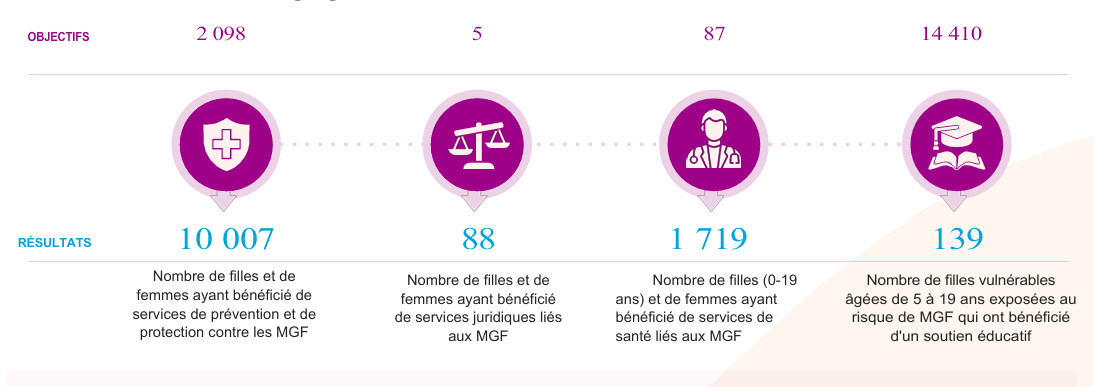 OBJECTIFS
2 098
5
87
14 410
RÉSULTATS
10 007
88
1 719
139
Nombre de filles et de
femmes ayant bénéficié de
services de prévention et de
protection contre les MGF
Nombre de filles et de
femmes ayant bénéficié
de services juridiques liés
aux MGF
Nombre de filles (0-19
ans) et de femmes ayant
bénéficié de services de
santé liés aux MGF
Nombre de filles vulnérables
âgées de 5 à 19 ans exposées au
risque de MGF qui ont bénéficié
d'un soutien éducatif